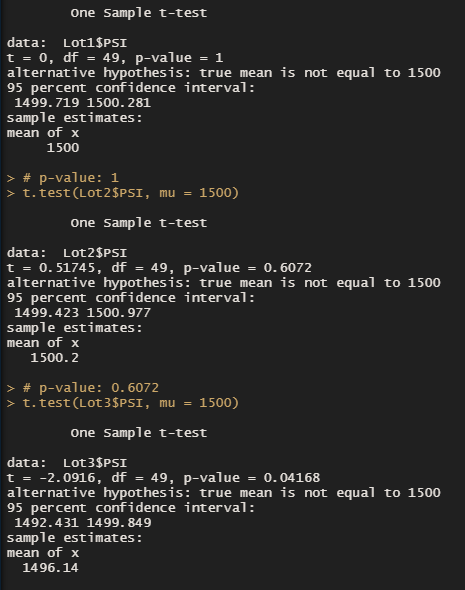 One Sample t-test
data:  Lot1$PSI
t = 0, df = 49, p-value = 1
alternative hypothesis: true mean is not equal to 1500
95 percent confidence interval:
 1499.719 1500.281
sample estimates:
mean of x
     1500
> # p-value: 1
> t.test(Lot2$PSI, mu = 1500)
One Sample t-test
data:  Lot2$PSI
t = 0.51745, df = 49, p-value = 0.6072
alternative hypothesis: true mean is not equal to 1500
95 percent confidence interval:
 1499.423 1500.977
sample estimates:
mean of x
   1500.2
> # p-value: 0.6072
> t.test(Lot3$PSI, mu = 1500)
One Sample t-test
data:  Lot3$PSI
t = -2.0916, df = 49, p-value = 0.04168
alternative hypothesis: true mean is not equal to 1500
95 percent confidence interval:
 1492.431 1499.849
sample estimates:
mean of x
  1496.14